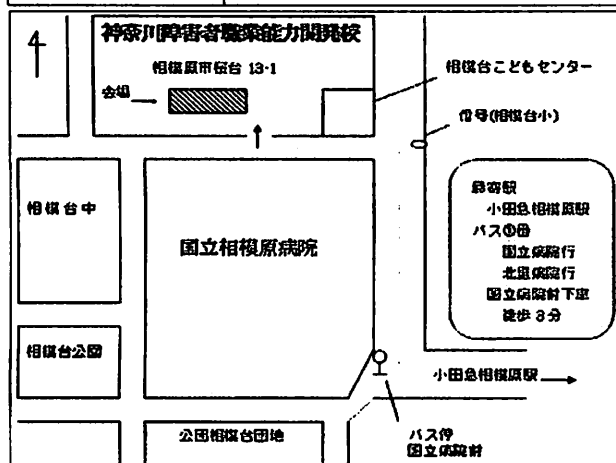 神奈川障害者職業能力開発校
相模原市桜台 13-1
会場
相模台こどもセンター
信号(相模台小)
相模台中
国立相模原病院
最寄駅
小田急相模原駅
バス①番
国立病院行
北里病院行
国立病院前下車
徒歩 3分
相模台公園
小田急相模原駅
公団相模台団地
バス停
国立病院前